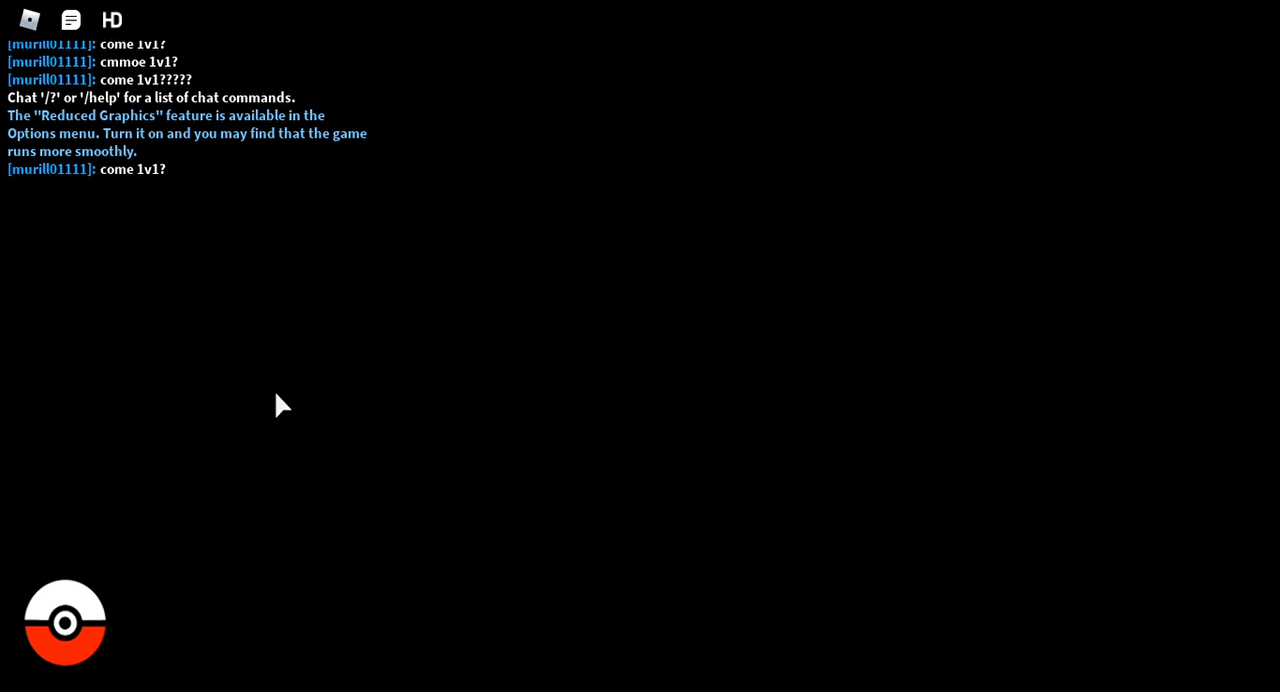 HD
[murill01111]: come 1v1?
[murill01111]: cmmoe 1v1?
[murill01111]: come 1v1?????
Chat '/?' or '/help' for a list of chat commands.
The "Reduced Graphics" feature is available in the
Options menu. Turn it on and you may find that the game
runs more smoothly.
[murill01111]: come 1v1?